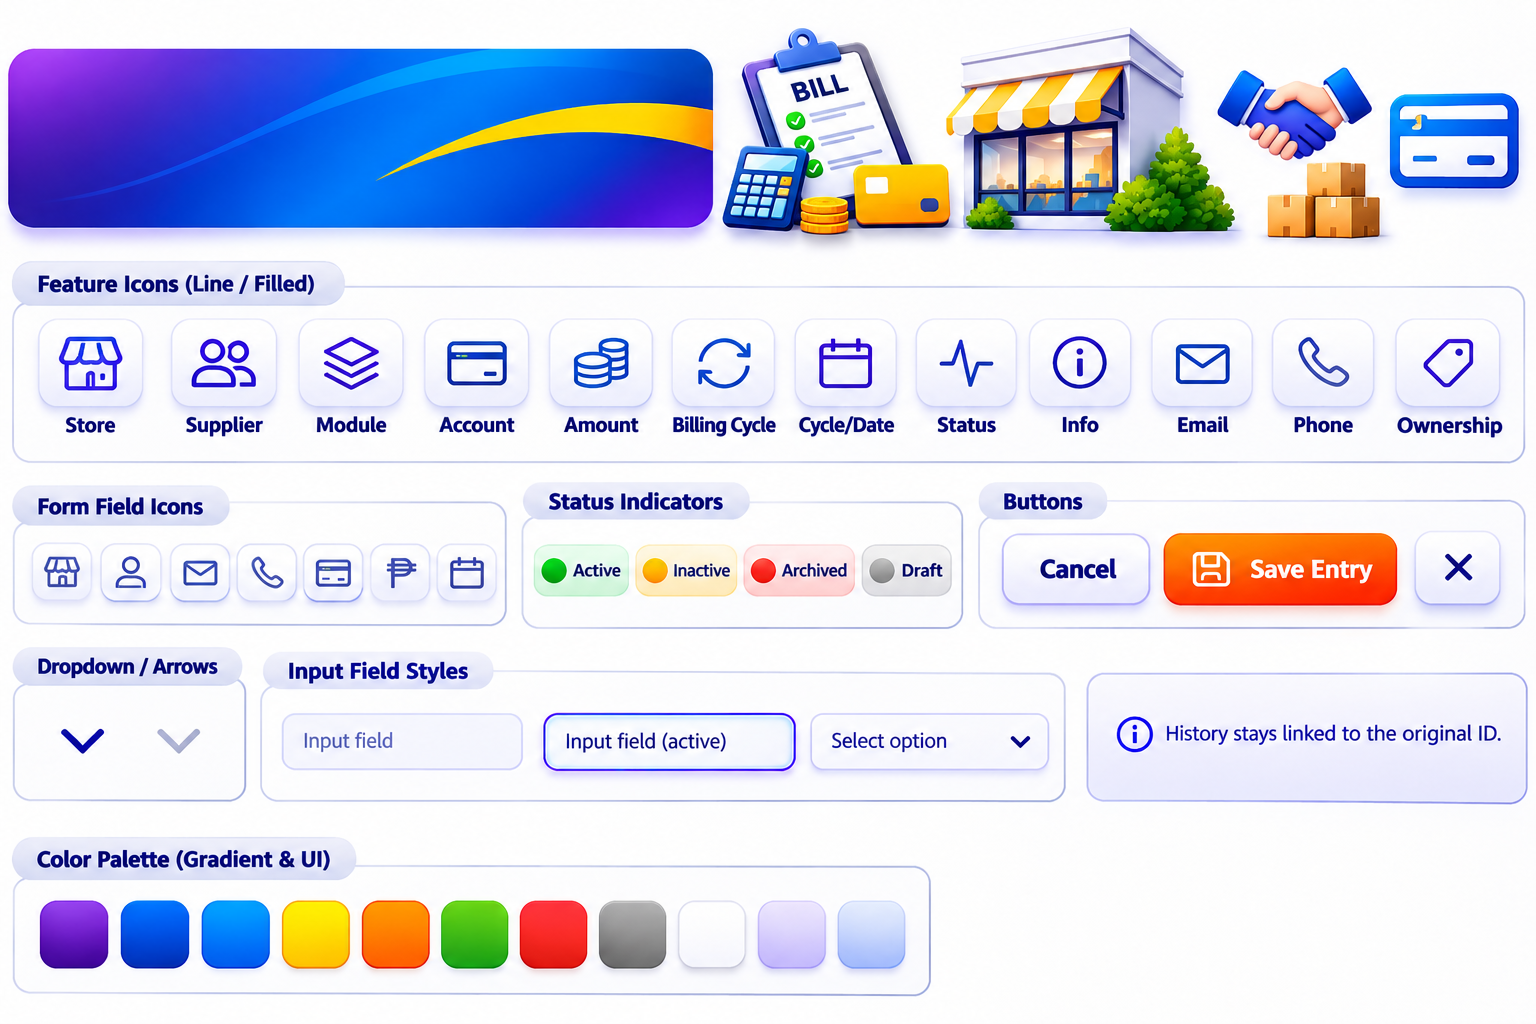 BILL
Feature Icons (Line / Filled)
Store
Supplier
Module
Account
Amount
Billing Cycle
Cycle/Date
Status
Info
Email
Phone
Ownership
Form Field Icons
Status Indicators
Active
Inactive
Archived
Draft
Buttons
Cancel
Save Entry
Dropdown / Arrows
Input Field Styles
Input field
Input field (active)
Select option
History stays linked to the original ID.
Color Palette (Gradient & UI)